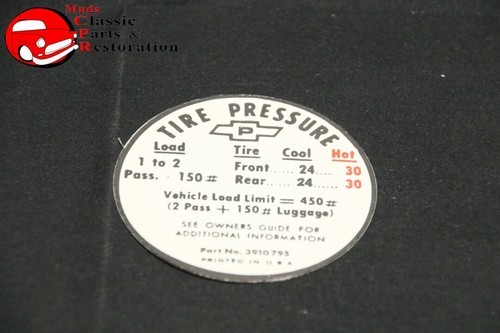 Muds
Classic
Parts &
Restoration
TIRE PRESSURE
P
Load Tire Cool Hot
1 to 2 Front...... 24.... 30
Pass. 150# Rear...... 24...... 30
Vehicle Load Limit = 450#
(2 Pass + 150# Luggage)
SEE OWNERS GUIDE FOR
ADDITIONAL INFORMATION
Part No. 3910795
PRINTED IN U.S.A